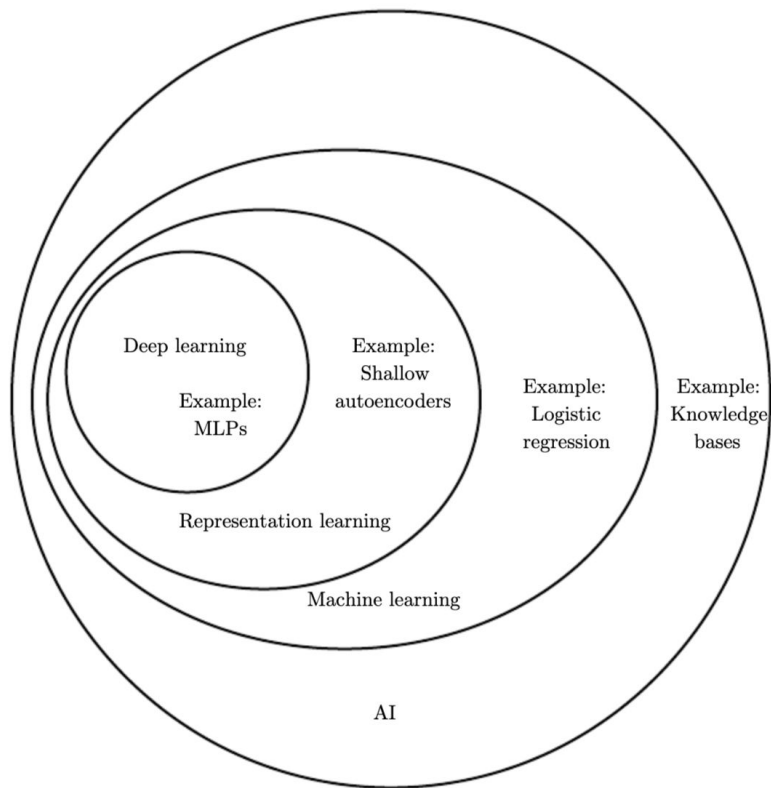 Deep learning
Example:
MLPs
Example:
Shallow
autoencoders
Example:
Logistic
regression
Example:
Knowledge
bases
Representation learning
Machine learning
AI